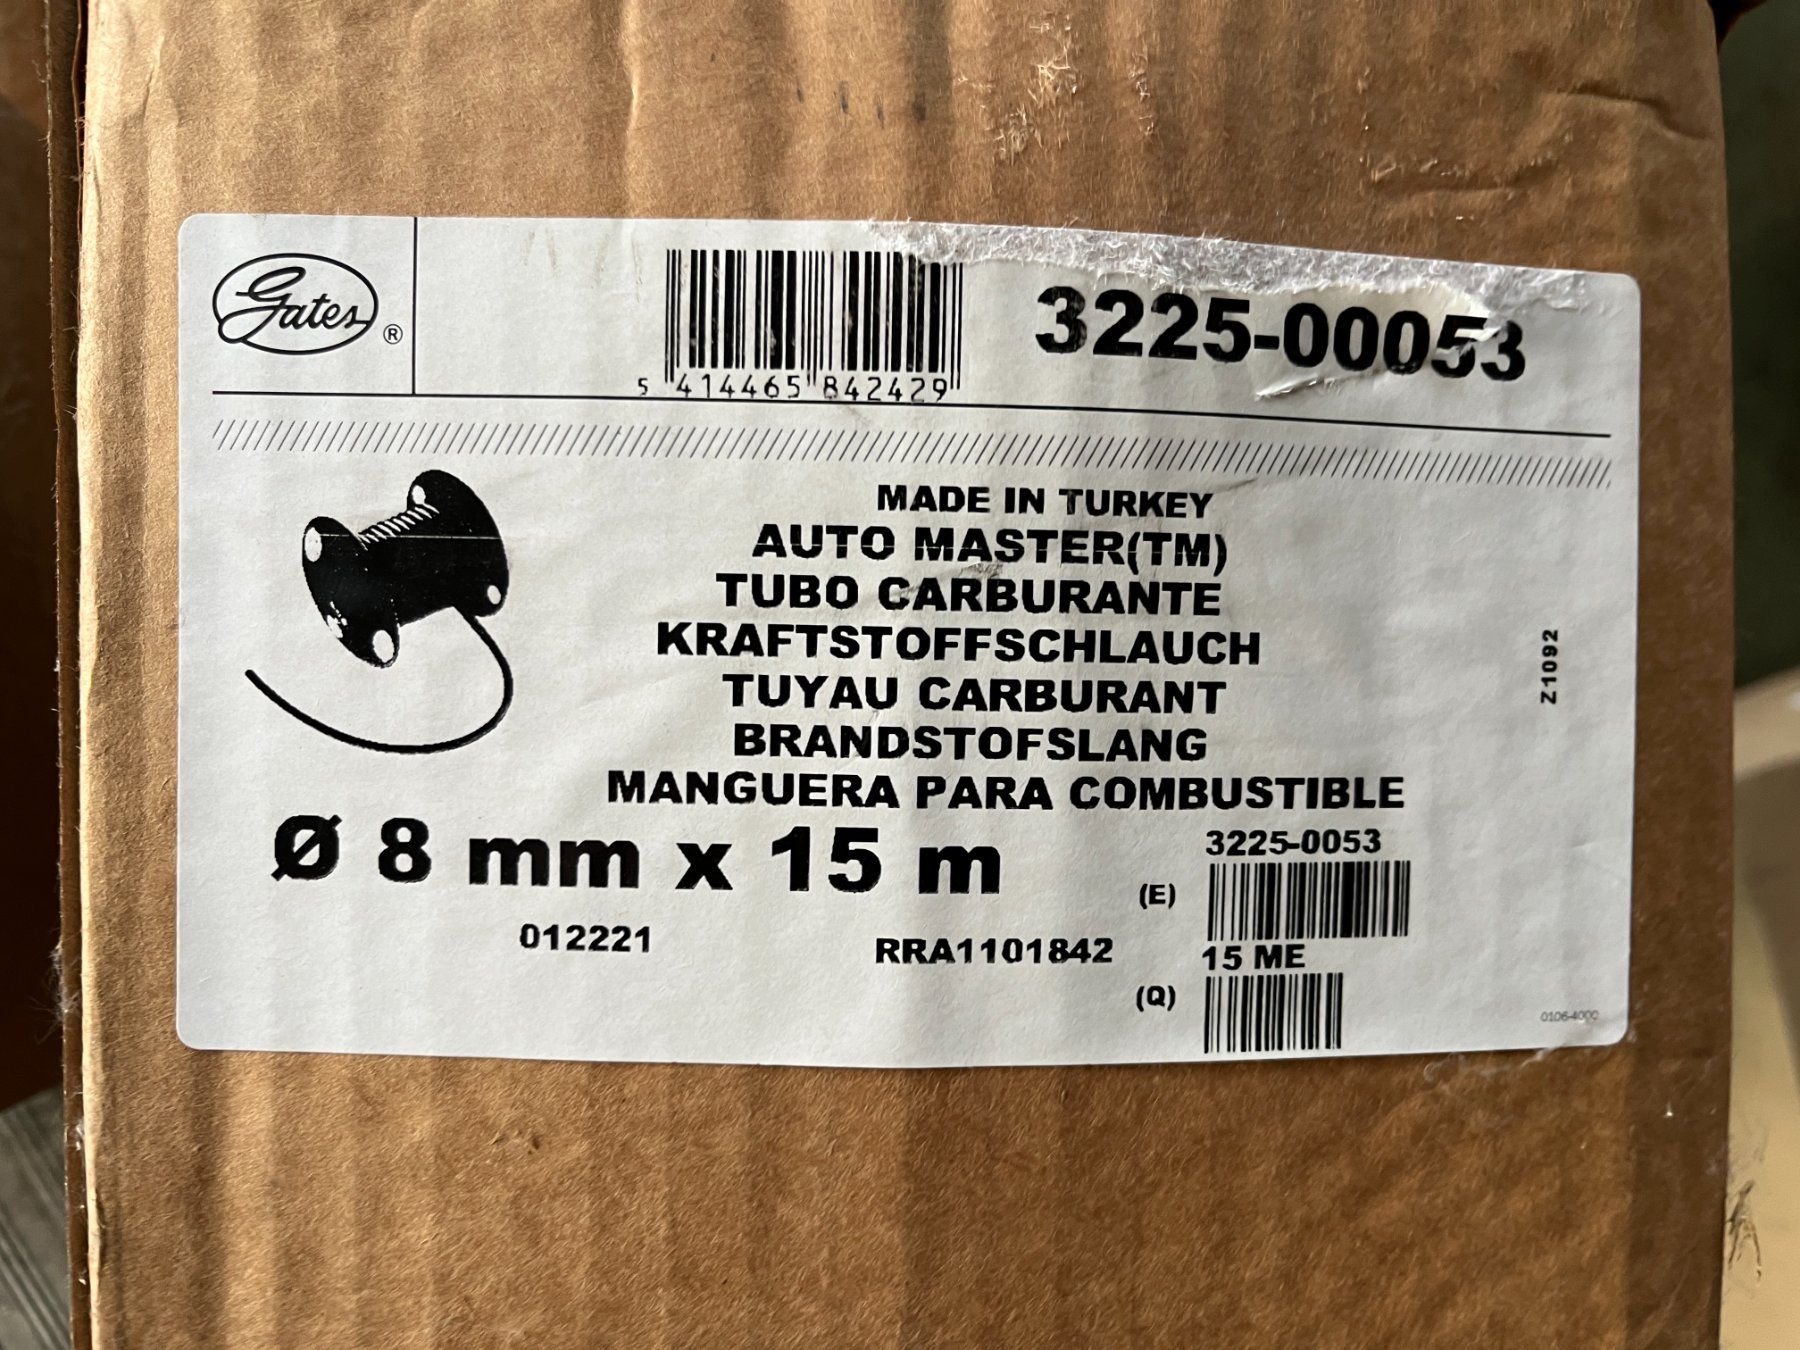 Gates ®
5 414465 842429
3225-00053
MADE IN TURKEY
AUTO MASTER(TM)
TUBO CARBURANTE
KRAFTSTOFFSCHLAUCH
TUYAU CARBURANT
BRANDSTOFSLANG
MANGUERA PARA COMBUSTIBLE
Z1092
Ø 8 mm x 15 m
3225-0053
(E)
012221
RRA1101842
15 ME
(Q)
0106-4000